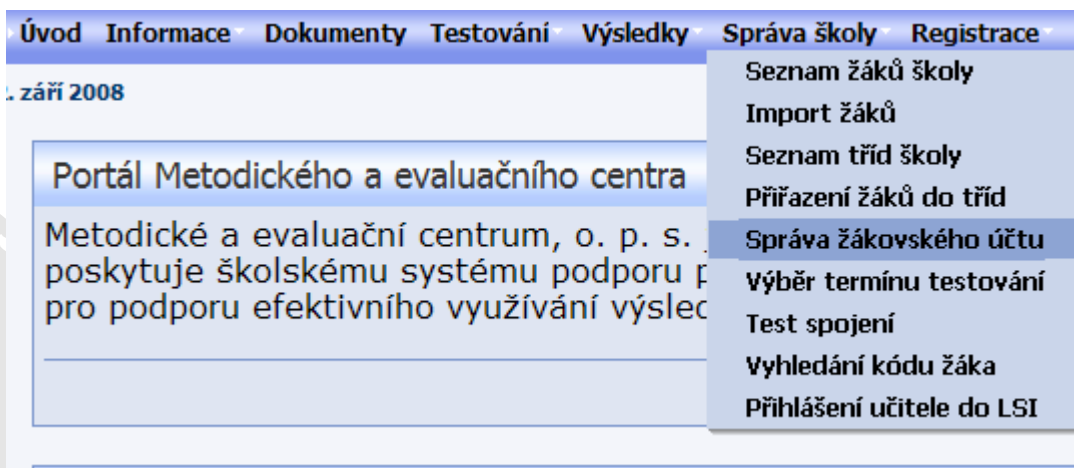 Úvod Informace Dokumenty Testování Výsledky Správa školy Registrace
. září 2008
Seznam žáků školy
Import žáků
Seznam tříd školy
Přiřazení žáků do tříd
Správa žákovského účtu
Výběr termínu testování
Test spojení
Vyhledání kódu žáka
Přihlášení učitele do LSI
Portál Metodického a evaluačního centra
Metodické a evaluační centrum, o. p. s.
poskytuje školskému systému podporu
pro podporu efektivního využívání